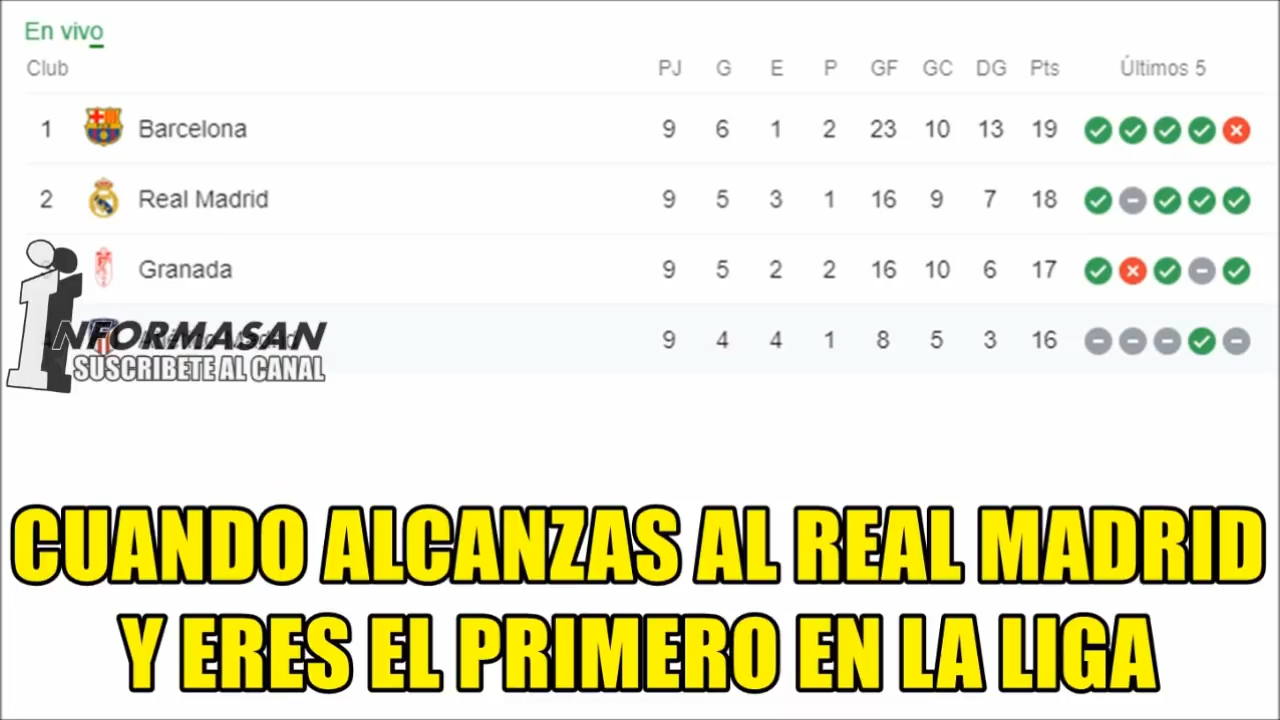 En vivo
Club PJ G E P GF GC DG Pts Últimos 5
1 Barcelona 9 6 1 2 23 10 13 19
2 Real Madrid 9 5 3 1 16 9 7 18
Granada 9 5 2 2 16 10 6 17
INFORMASAN
9 4 4 1 8 5 3 16
SUSCRIBETE AL CANAL
CUANDO ALCANZAS AL REAL MADRID
Y ERES EL PRIMERO EN LA LIGA